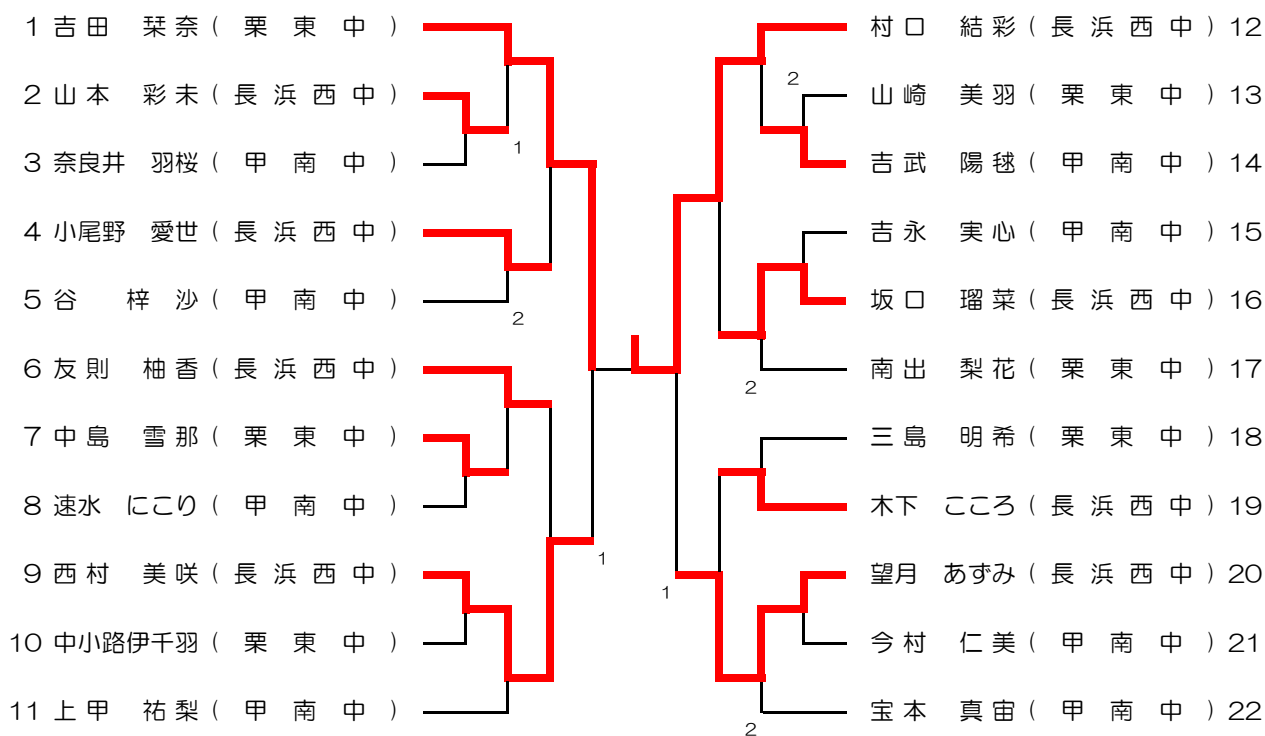 1 吉田 栞奈 ( 栗東中 )
2 山本 彩未 ( 長浜西中 )
3 奈良井 羽桜 ( 甲南中 )
1
4 小尾野 愛世 ( 長浜西中 )
5 谷 梓沙 ( 甲南中 )
2
6 友則 柚香 ( 長浜西中 )
7 中島 雪那 ( 栗東中 )
8 速水 にこり ( 甲南中 )
1
9 西村 美咲 ( 長浜西中 )
10 中小路伊千羽 ( 栗東中 )
11 上甲 祐梨 ( 甲南中 )
村口 結彩 ( 長浜西中 ) 12
2
山崎 美羽 ( 栗東中 ) 13
吉武 陽毬 ( 甲南中 ) 14
吉永 実心 ( 甲南中 ) 15
坂口 瑠菜 ( 長浜西中 ) 16
南出 梨花 ( 栗東中 ) 17
2
三島 明希 ( 栗東中 ) 18
木下 こころ ( 長浜西中 ) 19
望月 あずみ ( 長浜西中 ) 20
1
今村 仁美 ( 甲南中 ) 21
宝本 真宙 ( 甲南中 ) 22
2